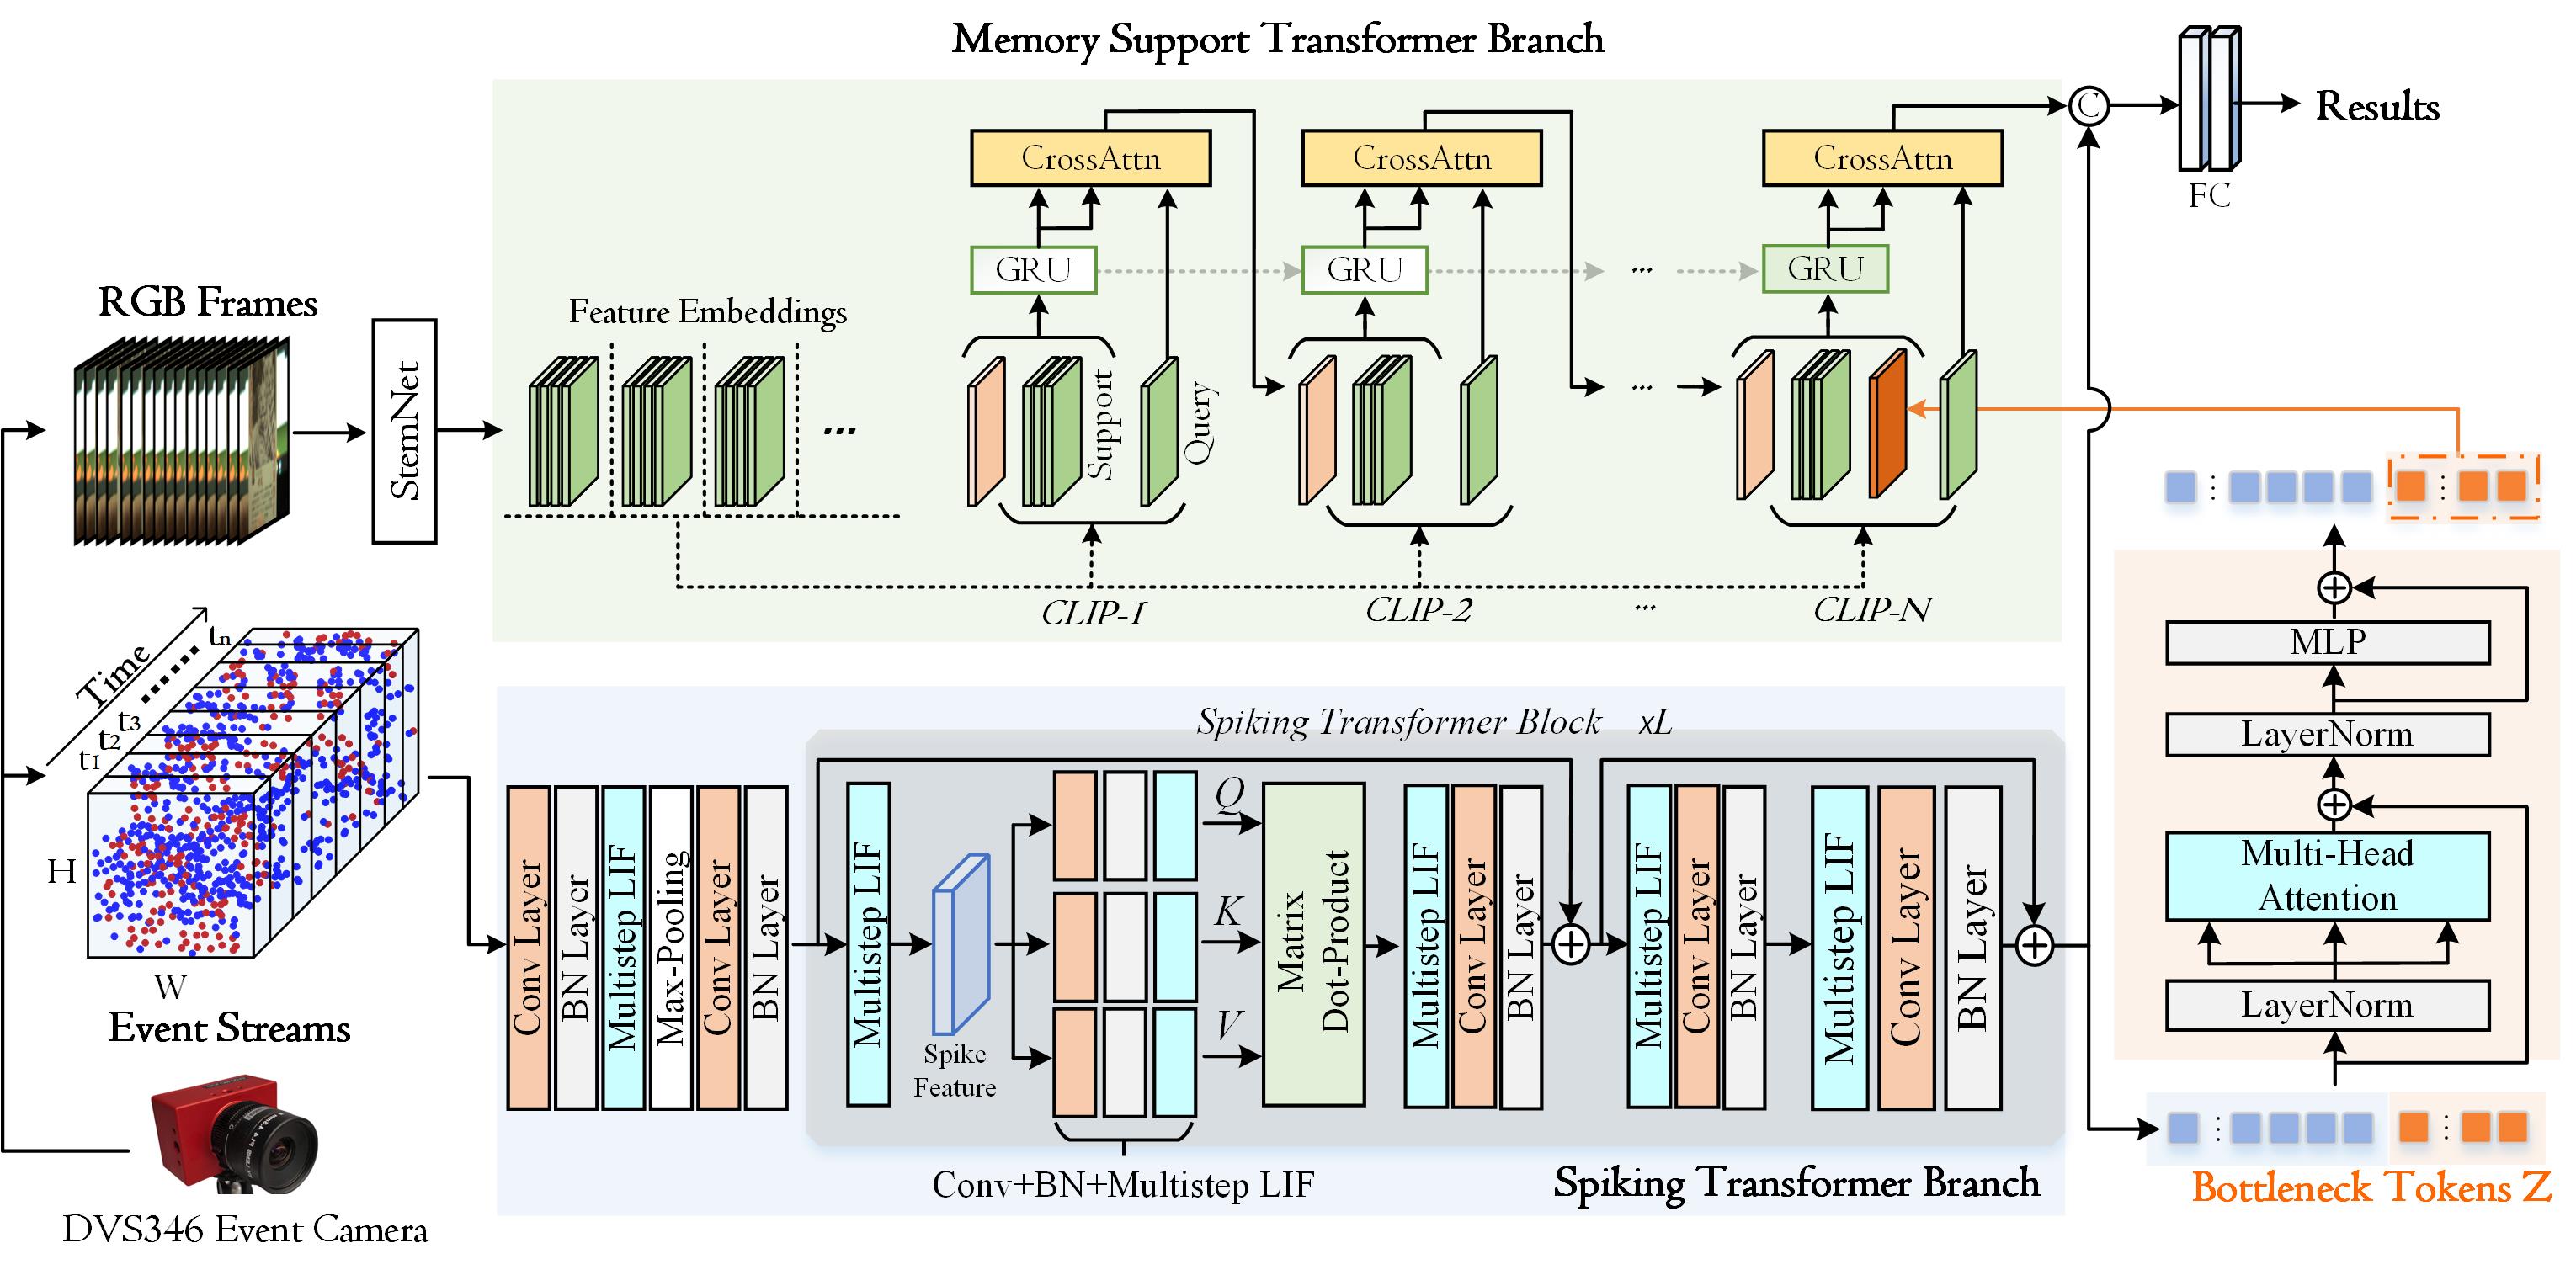 Memory Support Transformer Branch
CrossAttn
CrossAttn
CrossAttn
C
Results
FC
GRU
GRU
...
GRU
RGB Frames
StemNet
Feature Embeddings
...
Support
Query
...
CLIP-1
CLIP-2
...
CLIP-N
Time
tn
t3
t2
t1
H
W
Event Streams
DVS346 Event Camera
Spiking Transformer Block xL
Conv Layer
BN Layer
Multistep LIF
Max-Pooling
Conv Layer
BN Layer
Multistep LIF
Spike
Feature
Q
K
V
Matrix
Dot-Product
Multistep LIF
Conv Layer
BN Layer
Multistep LIF
Conv Layer
BN Layer
Multistep LIF
Conv Layer
BN Layer
Conv+BN+Multistep LIF
Spiking Transformer Branch
MLP
LayerNorm
Multi-Head
Attention
LayerNorm
Bottleneck Tokens Z